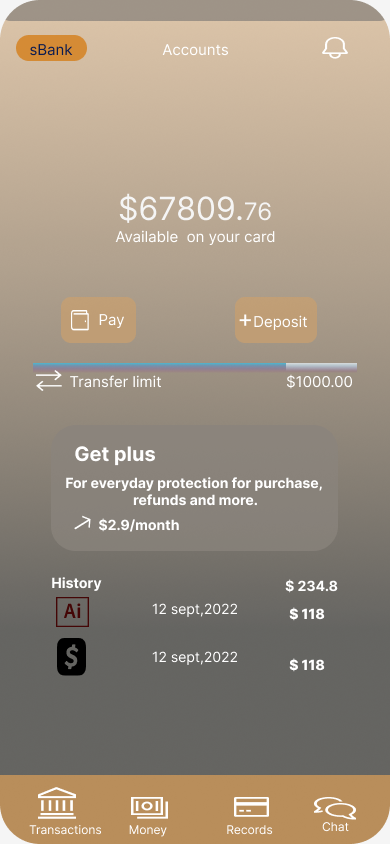 sBank
Accounts
$67809.76
Available on your card
Pay
+Deposit
Transfer limit
$1000.00
Get plus
For everyday protection for purchase,
refunds and more.
$2.9/month
History
$ 234.8
Ai
12 sept,2022
$ 118
$
12 sept,2022
$ 118
Transactions
Money
Records
Chat